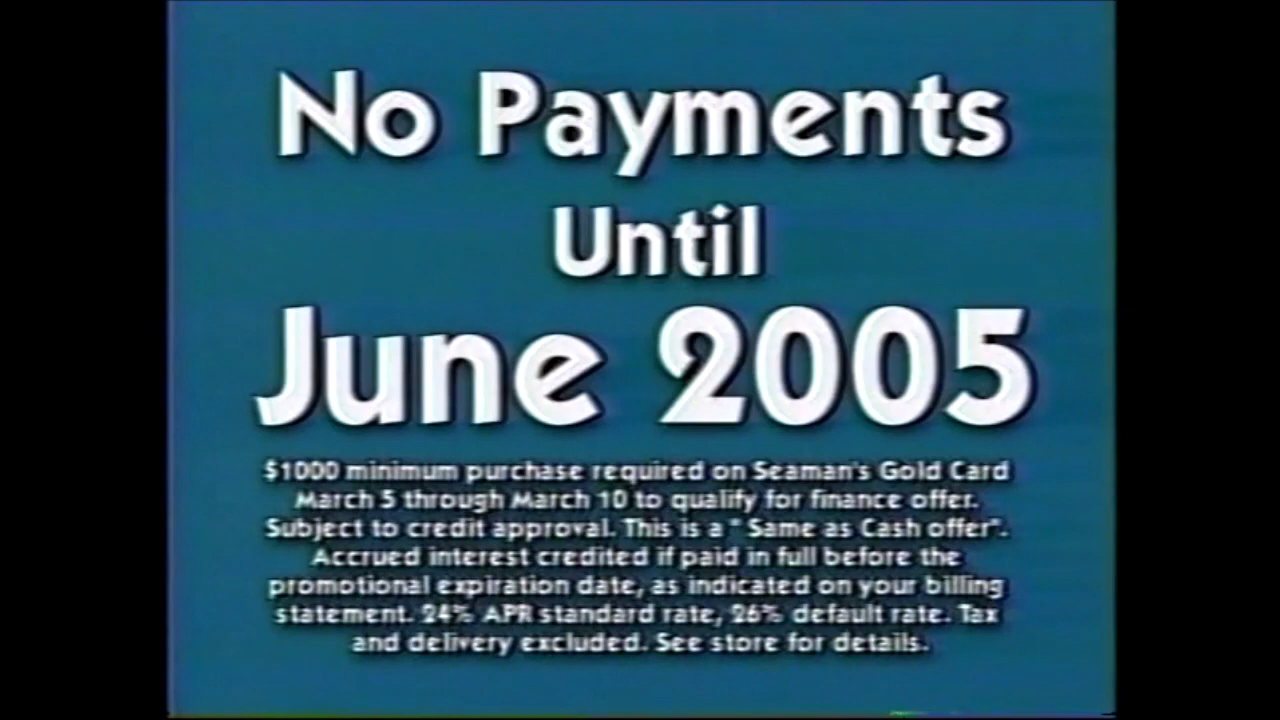 No Payments
Until
June 2005
$1000 minimum purchase required on Seaman's Gold Card
March 5 through March 10 to qualify for finance offer.
Subject to credit approval. This is a " Same as Cash offer".
Accrued interest credited if paid in full before the
promotional expiration date, as indicated on your billing
statement. 24% APR standard rate, 26% default rate. Tax
and delivery excluded. See store for details.